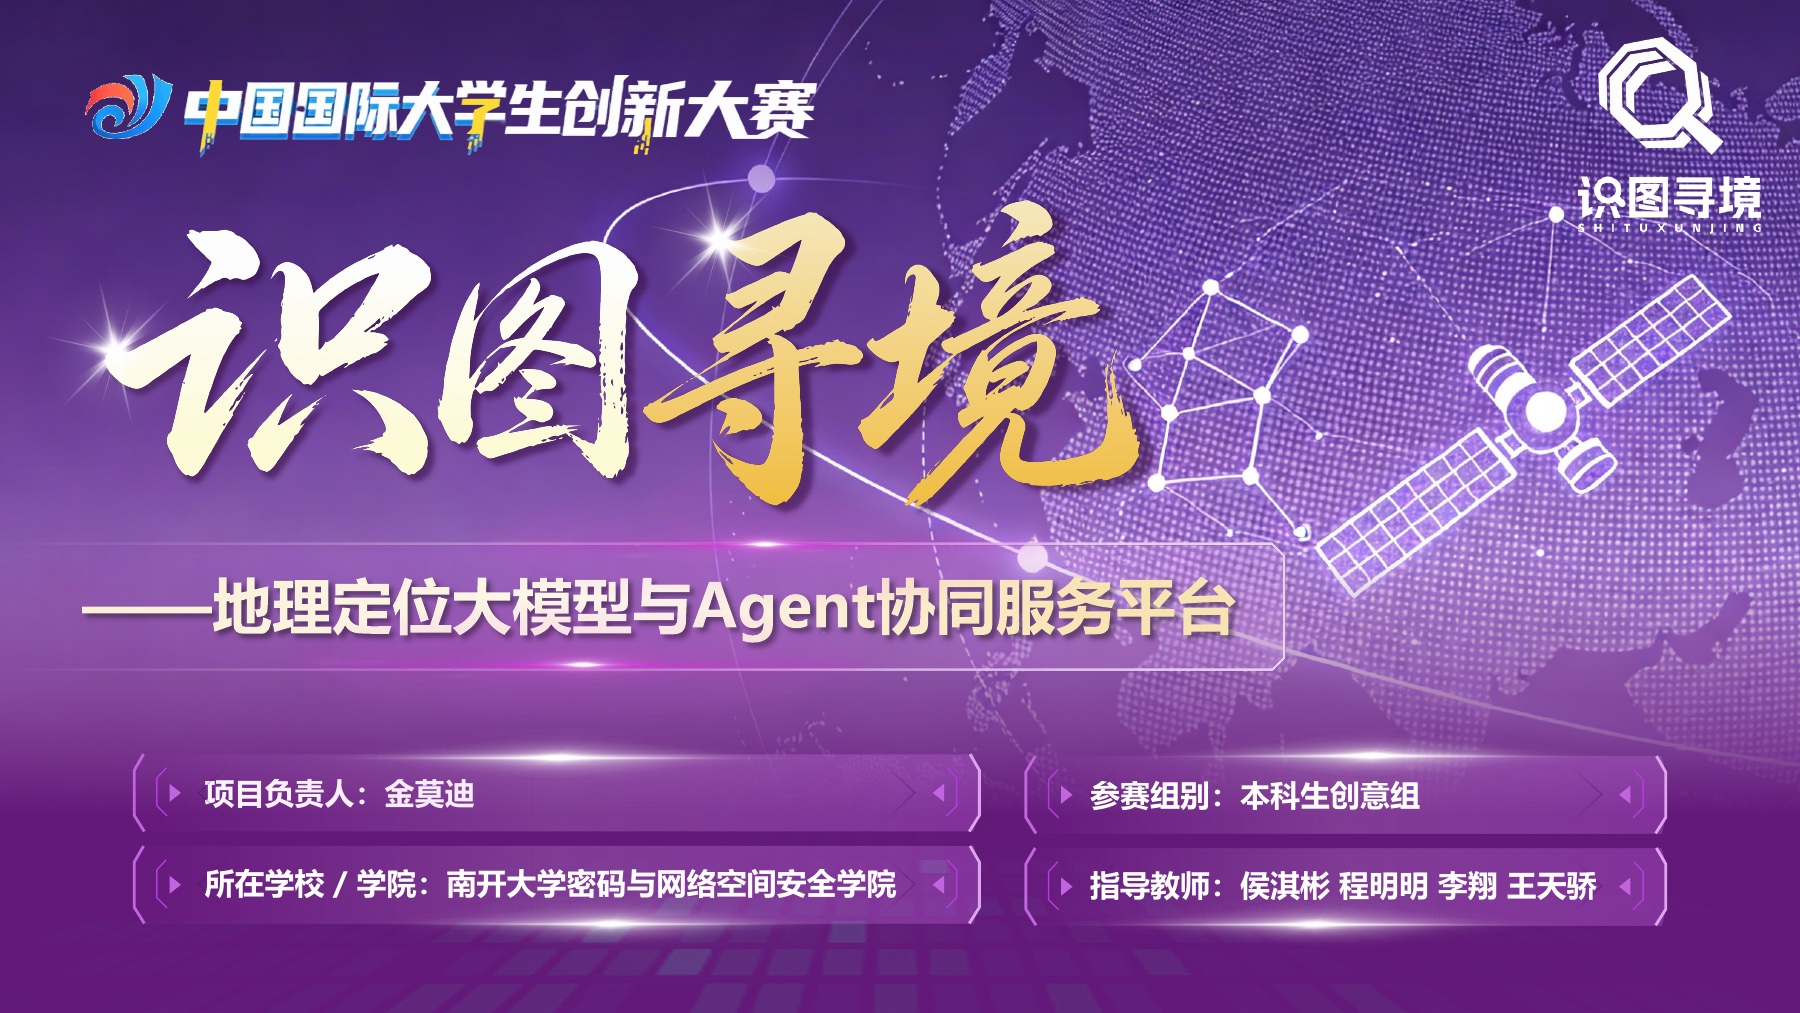 中国国际大学生创新大赛
识图寻境
SHITUXUNJING
识图寻境
——地理定位大模型与Agent协同服务平台
项目负责人：金莫迪
参赛组别：本科生创意组
所在学校 / 学院：南开大学密码与网络空间安全学院
指导教师：侯淇彬 程明明 李翔 王天骄